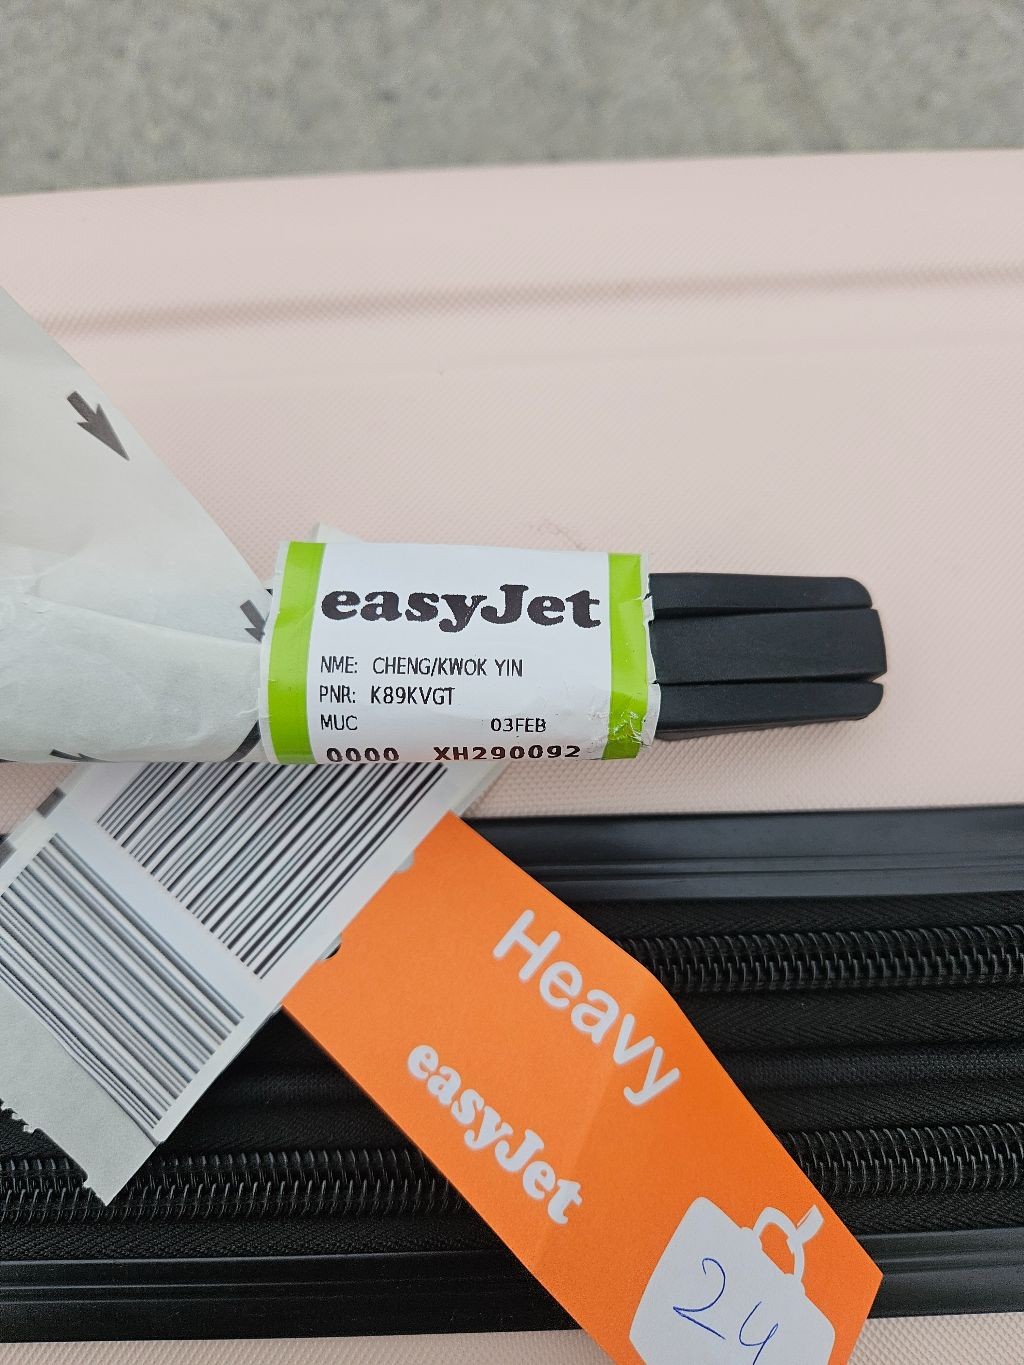 easyJet
NME: CHENG/KWOK YIN
PNR: K89KVGT
MUC 03FEB
0000 XH290092
Heavy
easyJet
24